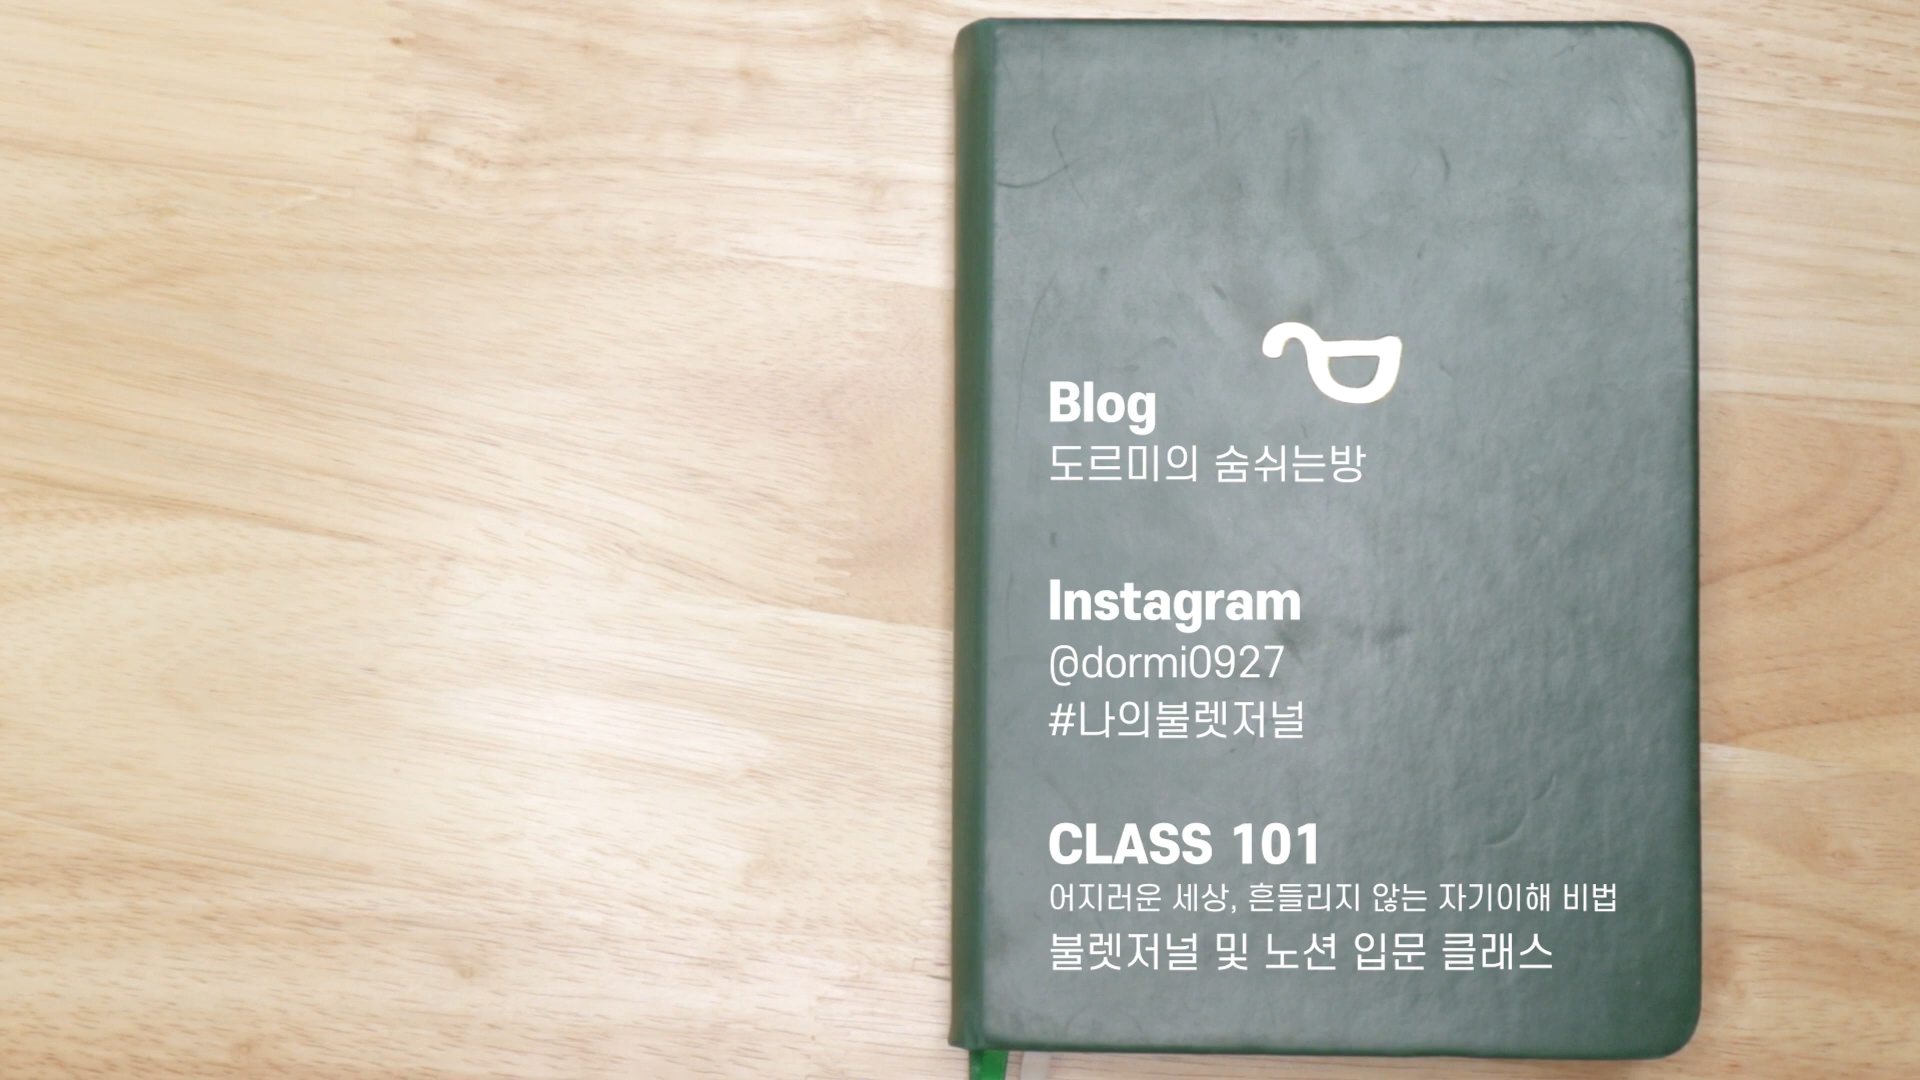 Blog
도르미의 숨쉬는방
Instagram
@dormi0927
#나의불렛저널
CLASS 101
어지러운 세상, 흔들리지 않는 자기이해 비법
불렛저널 및 노션 입문 클래스